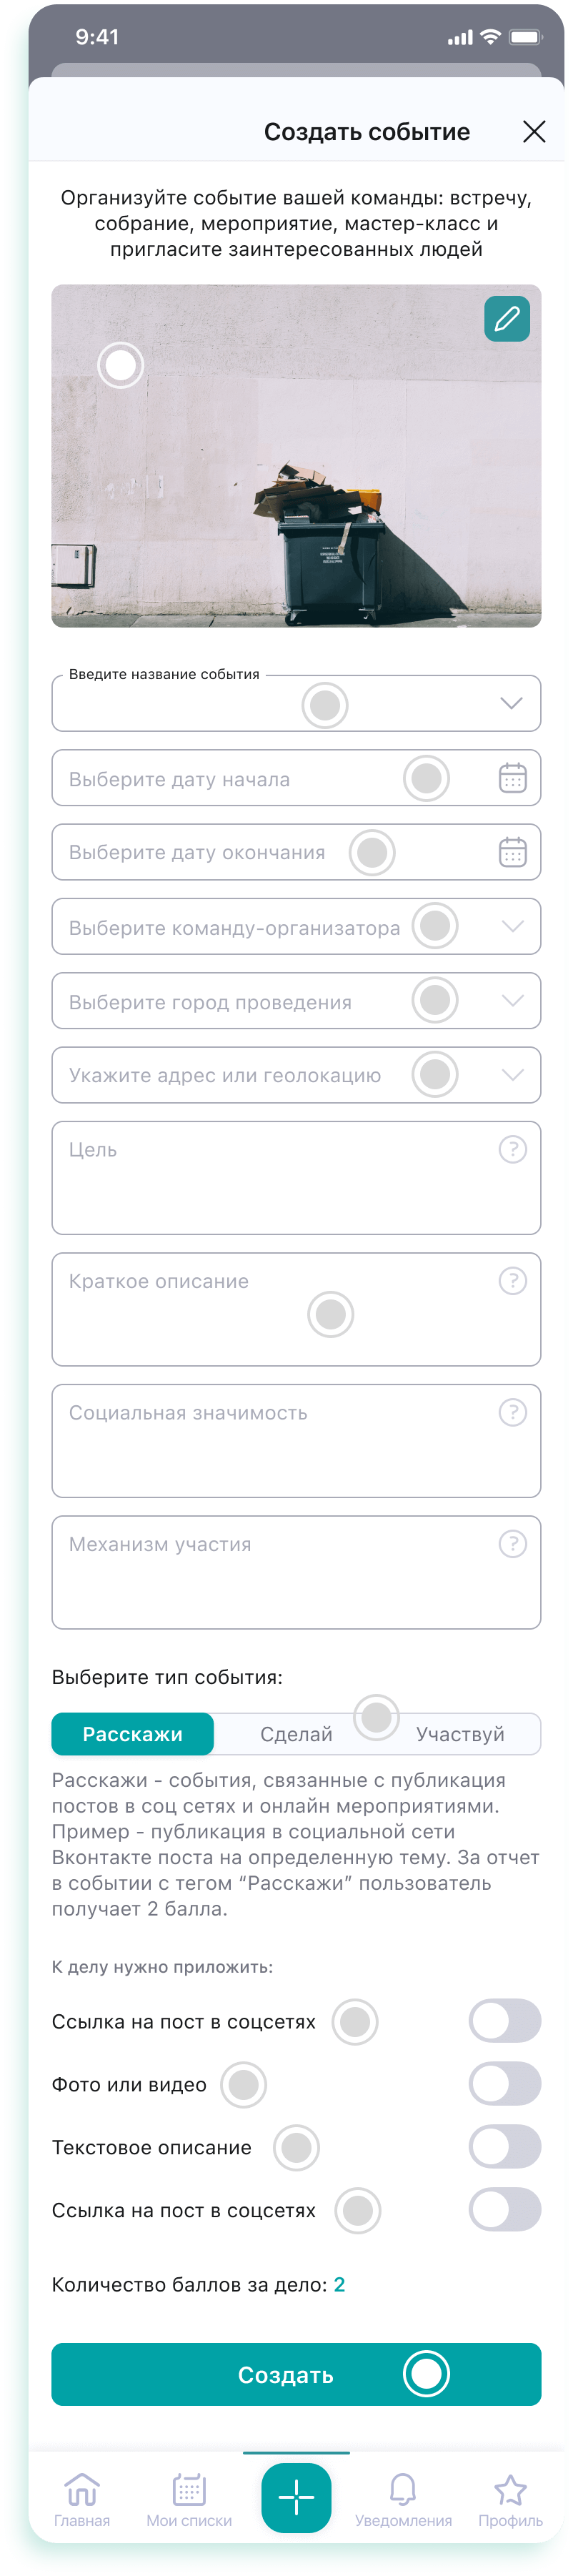 9:41
Создать событие
Организуйте событие вашей команды: встречу,
собрание, мероприятие, мастер-класс и
пригласите заинтересованных людей
Введите название события
Выберите дату начала
Выберите дату окончания
Выберите команду-организатора
Выберите город проведения
Укажите адрес или геолокацию
Цель
?
Краткое описание
?
Социальная значимость
?
Механизм участия
?
Выберите тип события:
Расскажи Сделай Участвуй
Расскажи - события, связанные с публикация
постов в соц сетях и онлайн мероприятиями.
Пример - публикация в социальной сети
Вконтакте поста на определенную тему. За отчет
в событии с тегом “Расскажи” пользователь
получает 2 балла.
К делу нужно приложить:
Ссылка на пост в соцсетях
Фото или видео
Текстовое описание
Ссылка на пост в соцсетях
Количество баллов за дело: 2
Создать
Главная Мои списки Уведомления Профиль